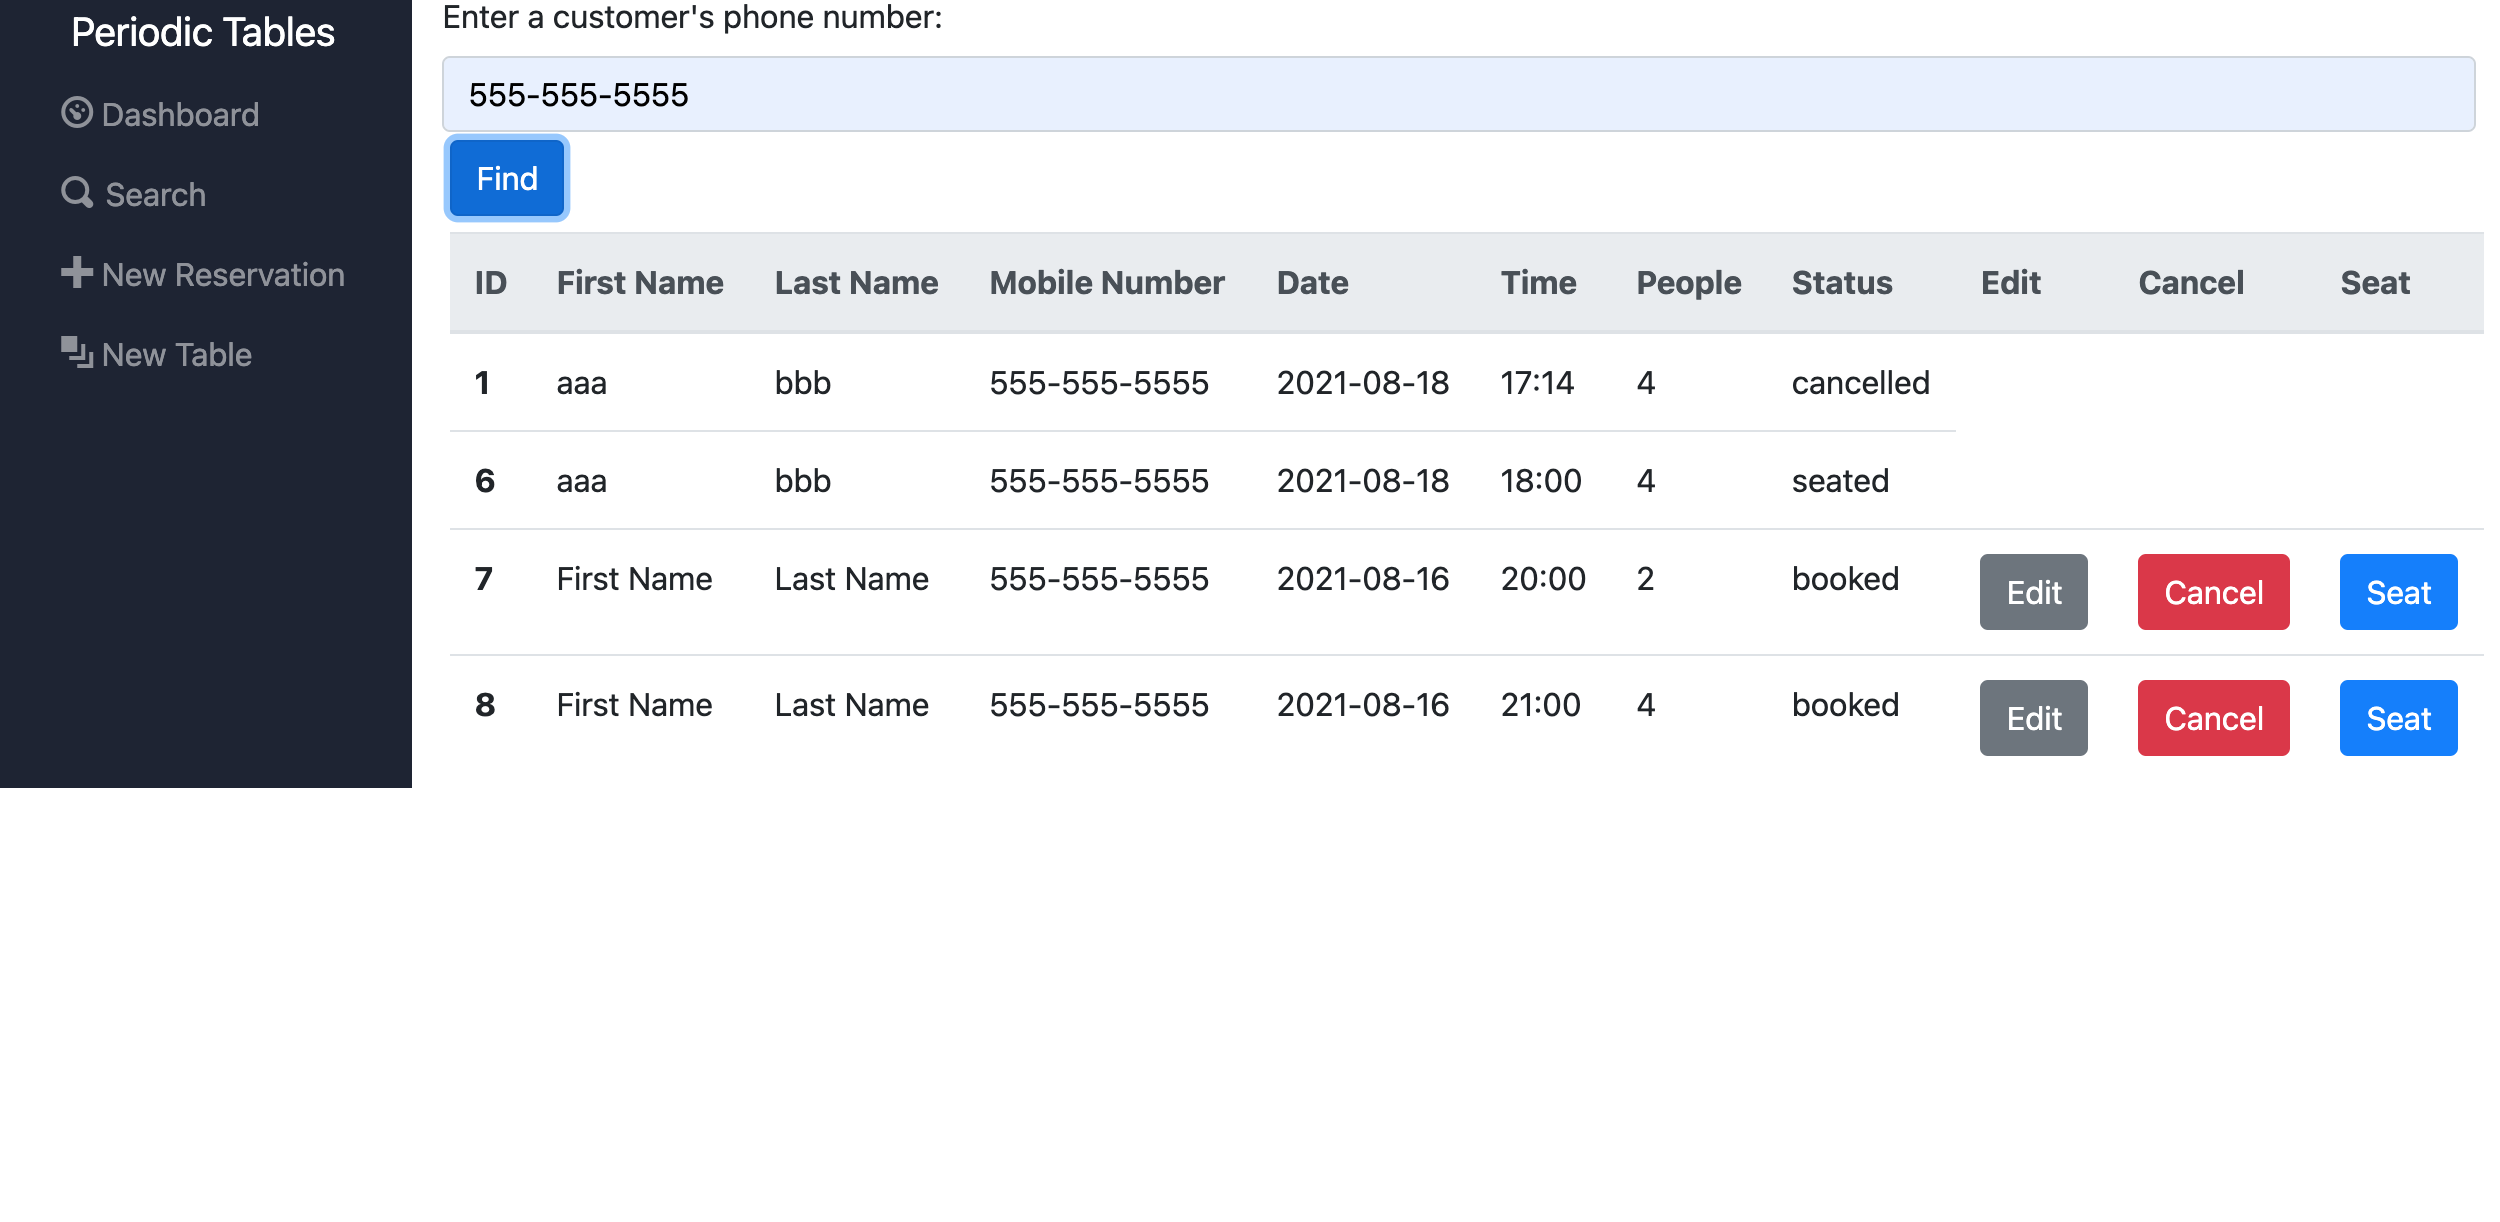 Periodic Tables
Dashboard
Search
New Reservation
New Table
Enter a customer's phone number:
555-555-5555
Find
ID First Name Last Name Mobile Number Date Time People Status Edit Cancel Seat
1 aaa bbb 555-555-5555 2021-08-18 17:14 4 cancelled
6 aaa bbb 555-555-5555 2021-08-18 18:00 4 seated
7 First Name Last Name 555-555-5555 2021-08-16 20:00 2 booked Edit Cancel Seat
8 First Name Last Name 555-555-5555 2021-08-16 21:00 4 booked Edit Cancel Seat